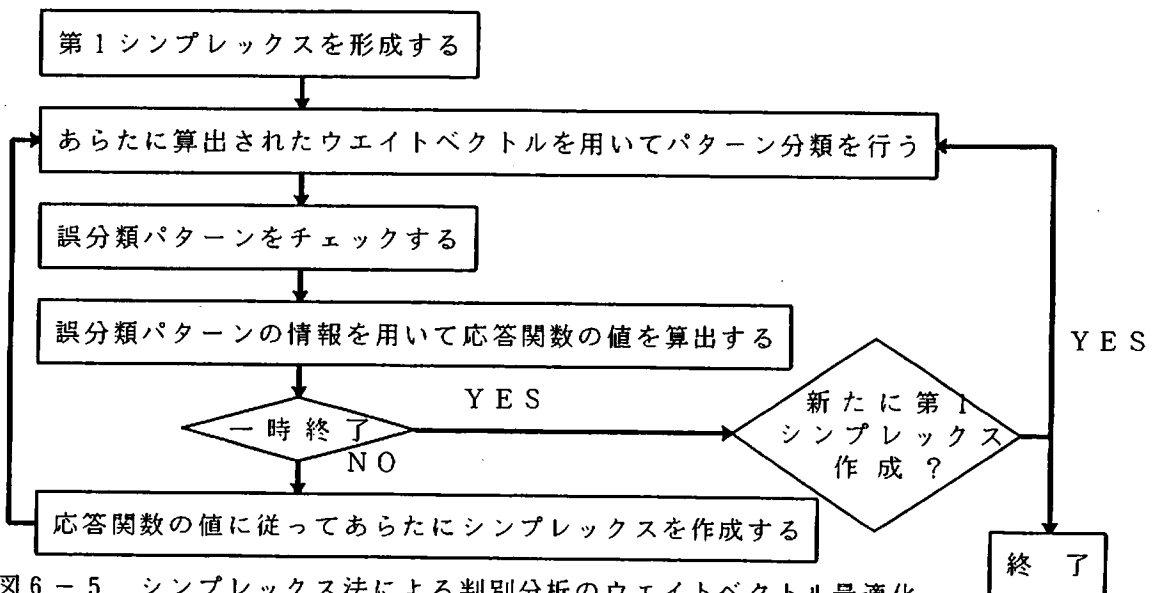 第1シンプレックスを形成する
あらたに算出されたウエイトベクトルを用いてパターン分類を行う
誤分類パターンをチェックする
誤分類パターンの情報を用いて応答関数の値を算出する
YES
一時終了
YES
新たに第1
シンプレックス
作成?
NO
応答関数の値に従ってあらたにシンプレックスを作成する
終 了
図6-5 シンプレックス法による判別分析のウエイトベクトル最適化